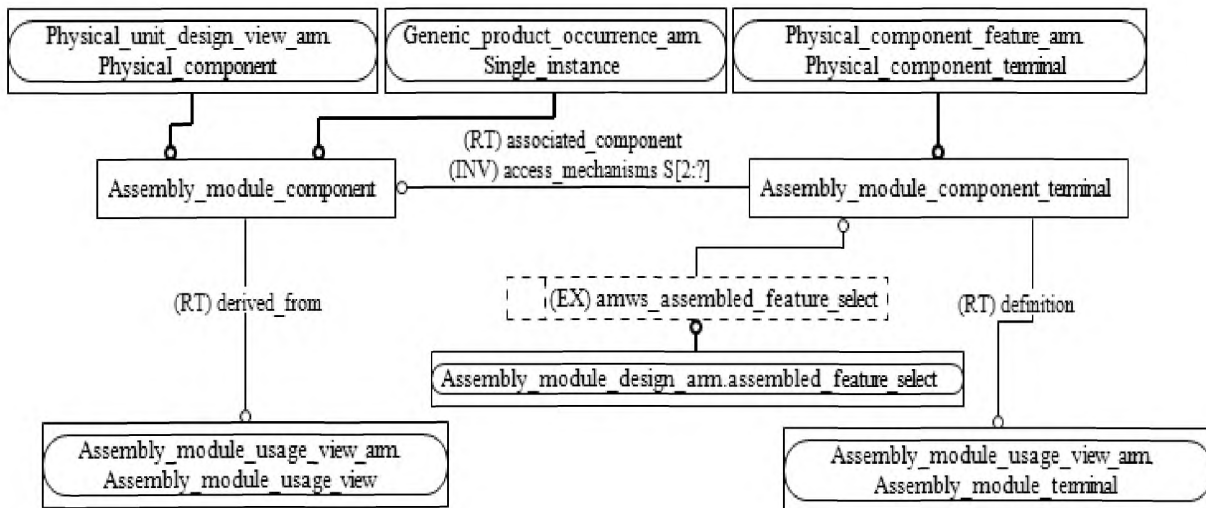 Physical_unit_design_view_arm.
Physical_component
Generic_product_occurrence_arm.
Single_instance
Physical_component_feature_arm.
Physical_component_terminal
(RT) associated_component
(INV) access_mechanisms S[2:?]
Assembly_module_component
Assembly_module_component_terminal
(EX) amws_assembled_feature_select
(RT) derived_from
(RT) definition
Assembly_module_design_arm.assembled_feature_select
Assembly_module_usage_view_arm.
Assembly_module_usage_view
Assembly_module_usage_view_arm.
Assembly_module_terminal